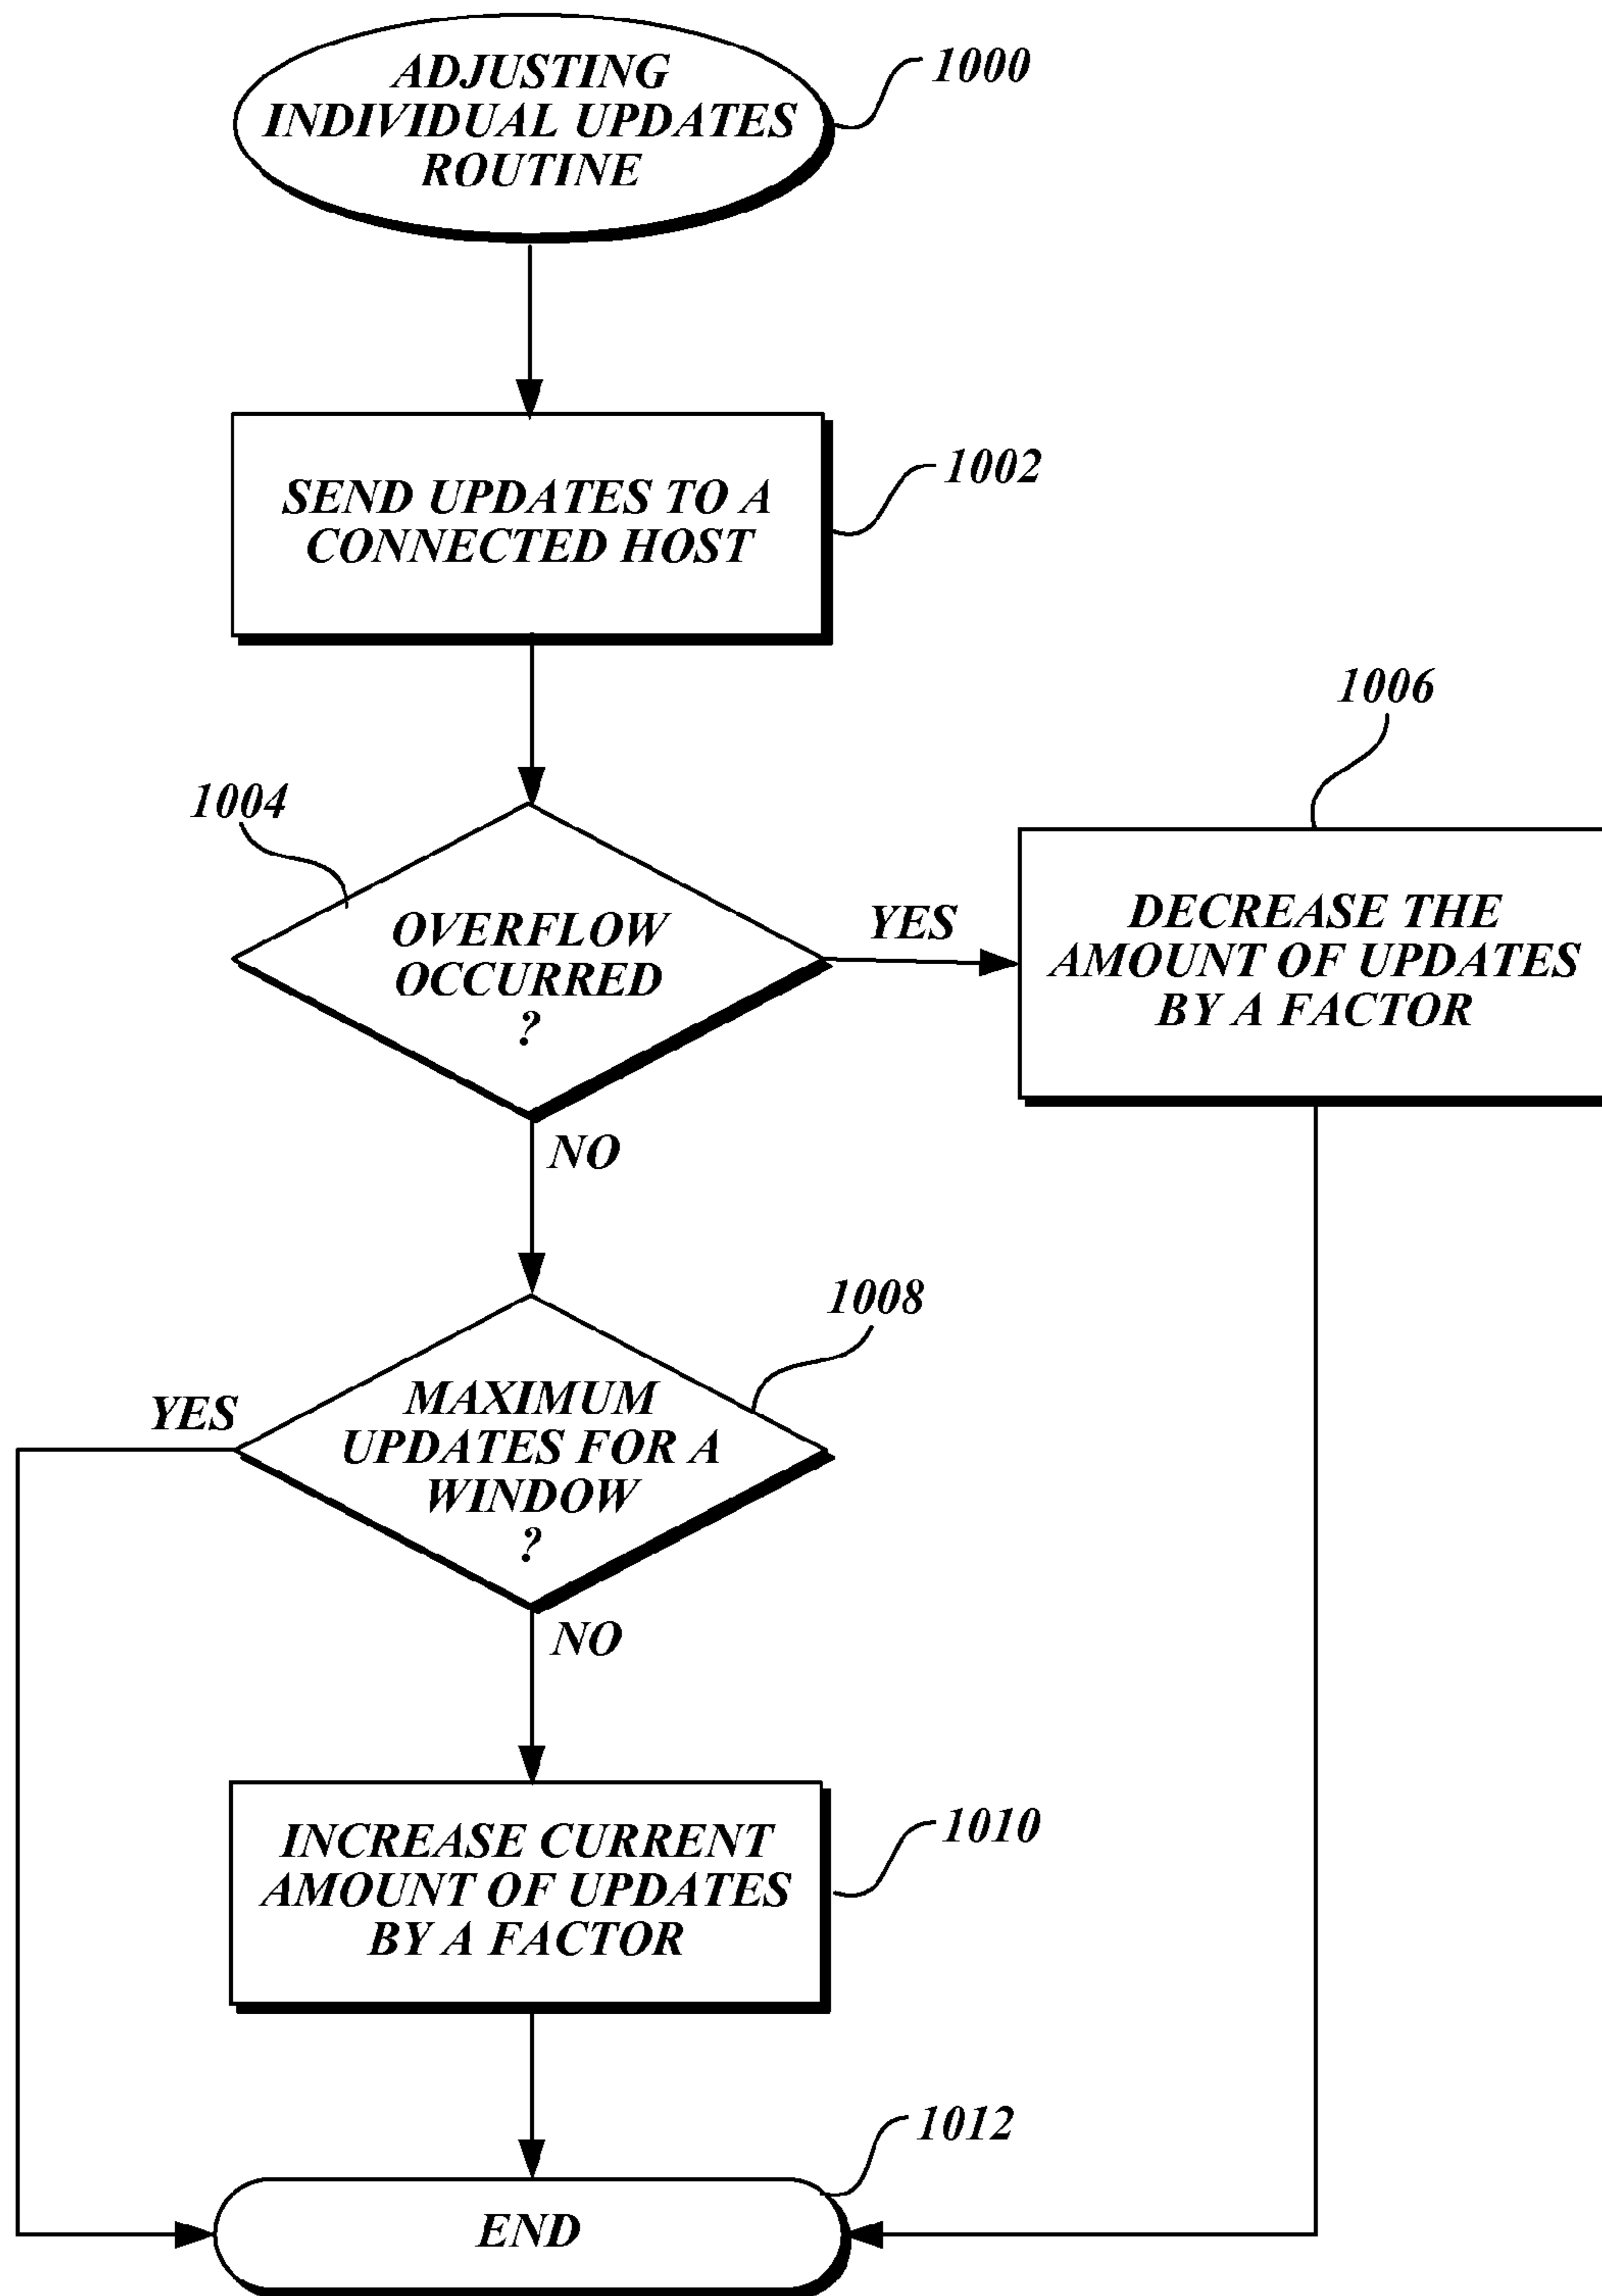 ADJUSTING
INDIVIDUAL UPDATES
ROUTINE
1000
SEND UPDATES TO A
CONNECTED HOST
1002
1004
OVERFLOW
OCCURRED
?
YES
1006
DECREASE THE
AMOUNT OF UPDATES
BY A FACTOR
NO
1008
MAXIMUM
UPDATES FOR A
WINDOW
?
YES
NO
INCREASE CURRENT
AMOUNT OF UPDATES
BY A FACTOR
1010
1012
END